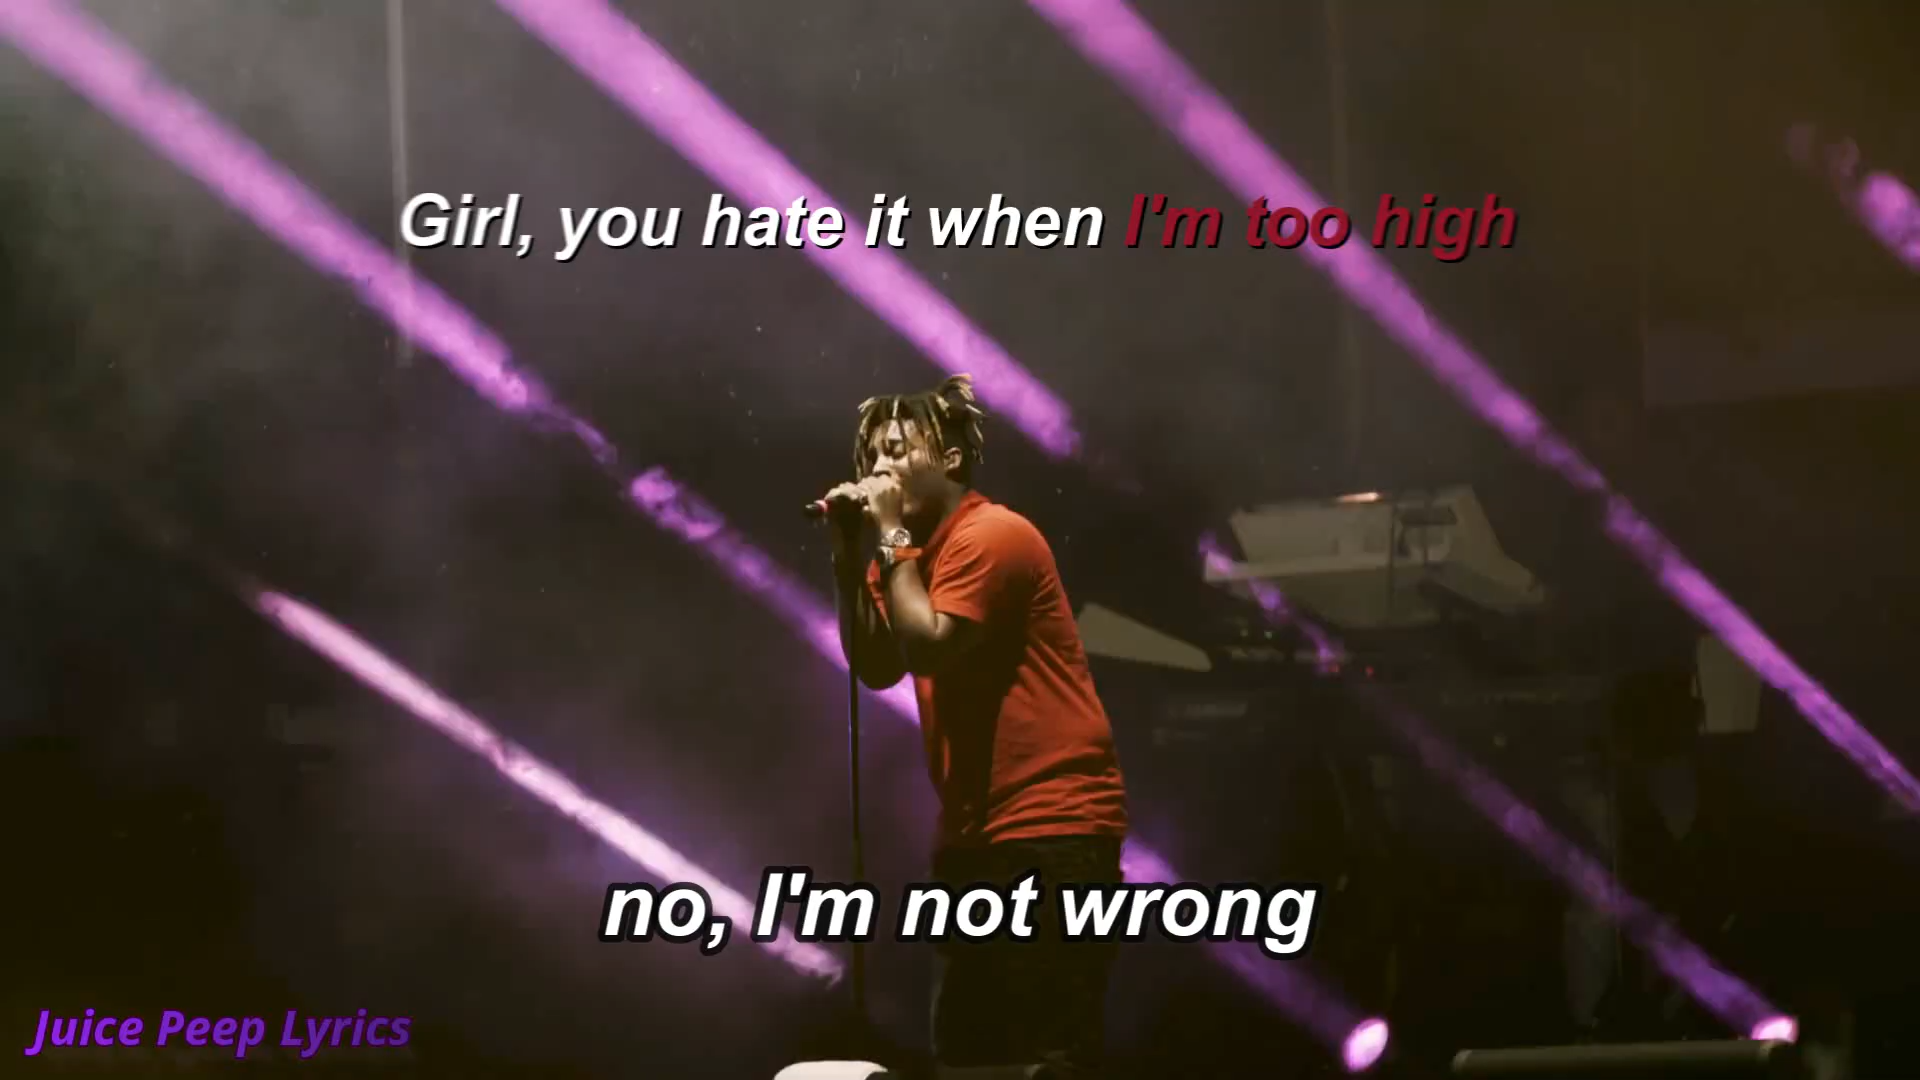 Girl, you hate it when I'm too high
no, I'm not wrong
Juice Peep Lyrics